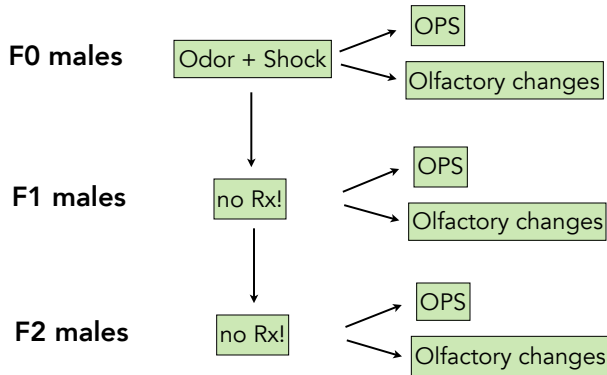 OPS
F0 males
Odor + Shock
Olfactory changes
OPS
F1 males
no Rx!
Olfactory changes
OPS
F2 males
no Rx!
Olfactory changes